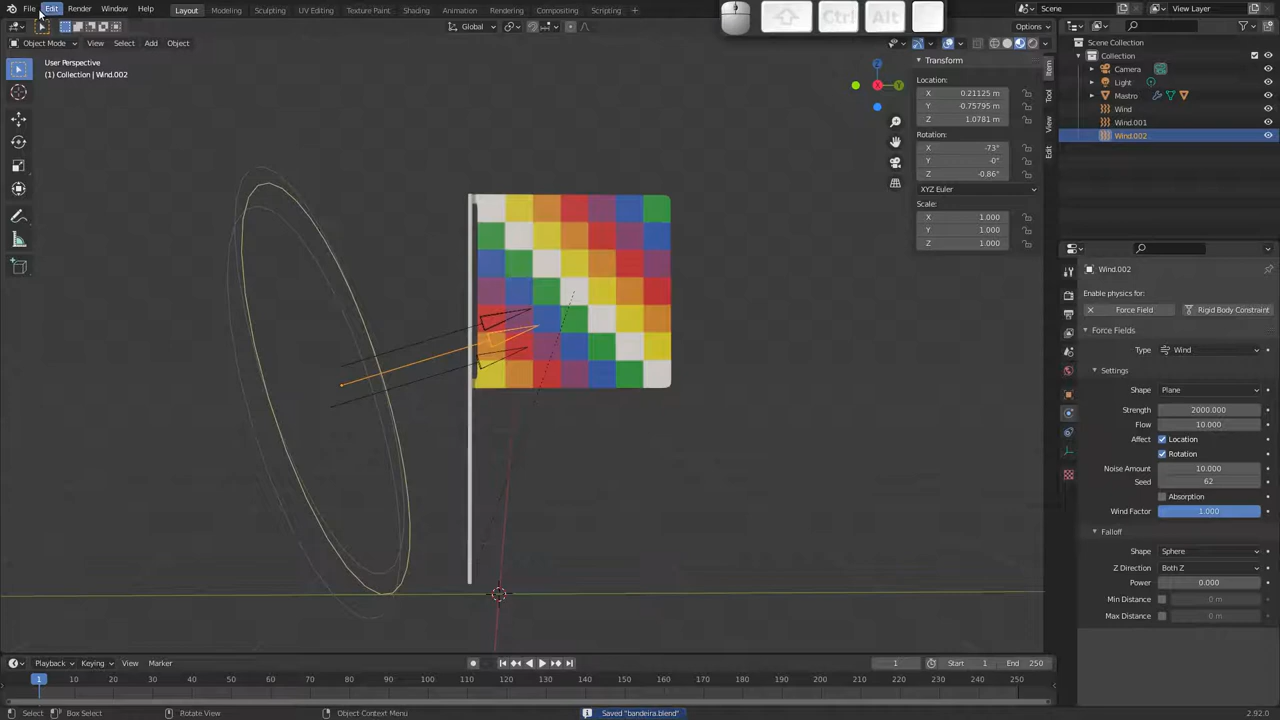 File Edit Render Window Help Layout Modeling Sculpting UV Editing Texture Paint Shading Animation Rendering Compositing Scripting Ctrl Alt Scene View Layer
Global Options
Object Mode View Select Add Object
User Perspective
(1) Collection | Wind.002
Transform
Location:
X 0.21125 m
Y -0.75795 m
Z 1.0781 m
Rotation:
X -73°
Y -0°
Z -0.86°
XYZ Euler
Scale:
X 1.000
Y 1.000
Z 1.000
Item
Tool
View
Edit
Scene Collection
Collection
Camera
Light
Mastro
Wind
Wind.001
Wind.002
Wind.002
Enable physics for:
Force Field Rigid Body Constraint
Force Fields
Type Wind
Settings
Shape Plane
Strength 2000.000
Flow 10.000
Affect Location
Rotation
Noise Amount 10.000
Seed 62
Absorption
Wind Factor 1.000
Falloff
Shape Sphere
Z Direction Both Z
Power 0.000
Min Distance 0 m
Max Distance 0 m
Playback Keying View Marker 1 Start 1 End 250
1 10 20 30 40 50 60 70 80 90 100 110 120 130 140 150 160 170 180 190 200 210 220 230 240 250
Select Box Select Rotate View Object Context Menu Saved "bandeira.blend" 2.92.0